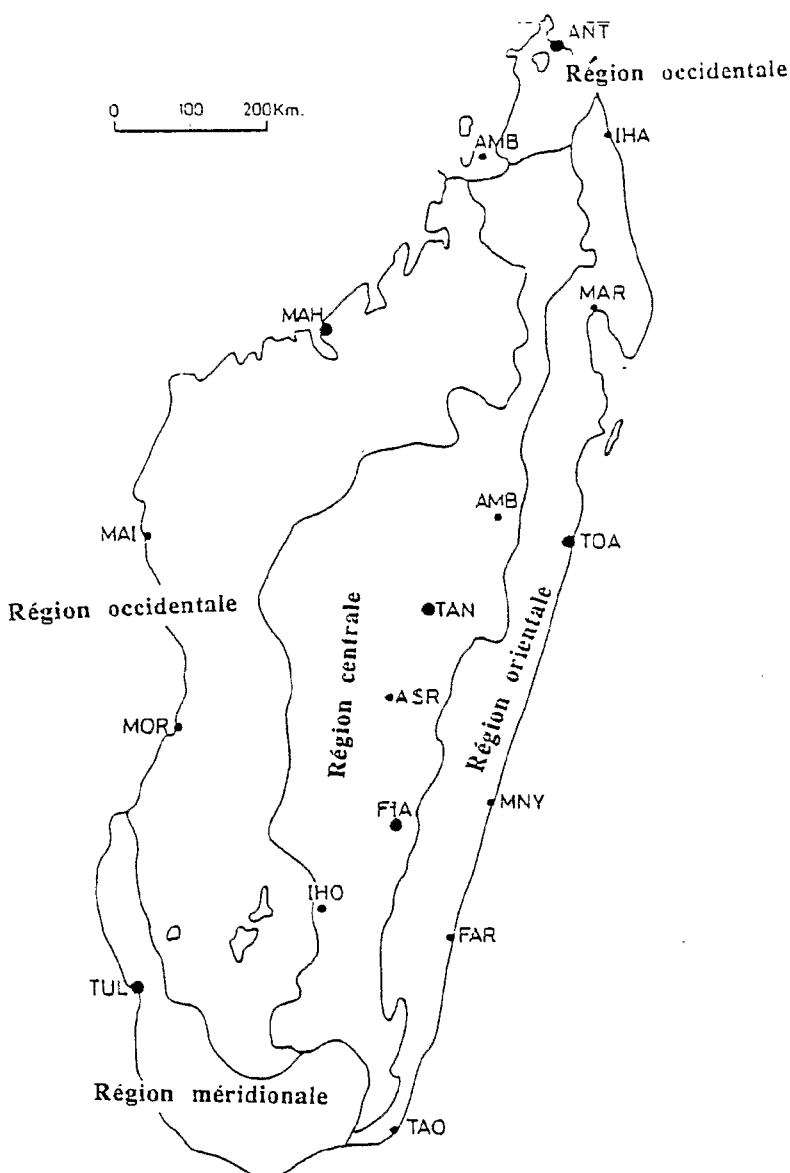 ANT
Région occidentale
0 100 200Km.
AMB
IHA
MAR
MAH
AMB
MAI
TOA
Région occidentale
TAN
Région centrale
Région orientale
ASR
MOR
MNY
FIA
IHO
FAR
TUL
Région méridionale
TAO